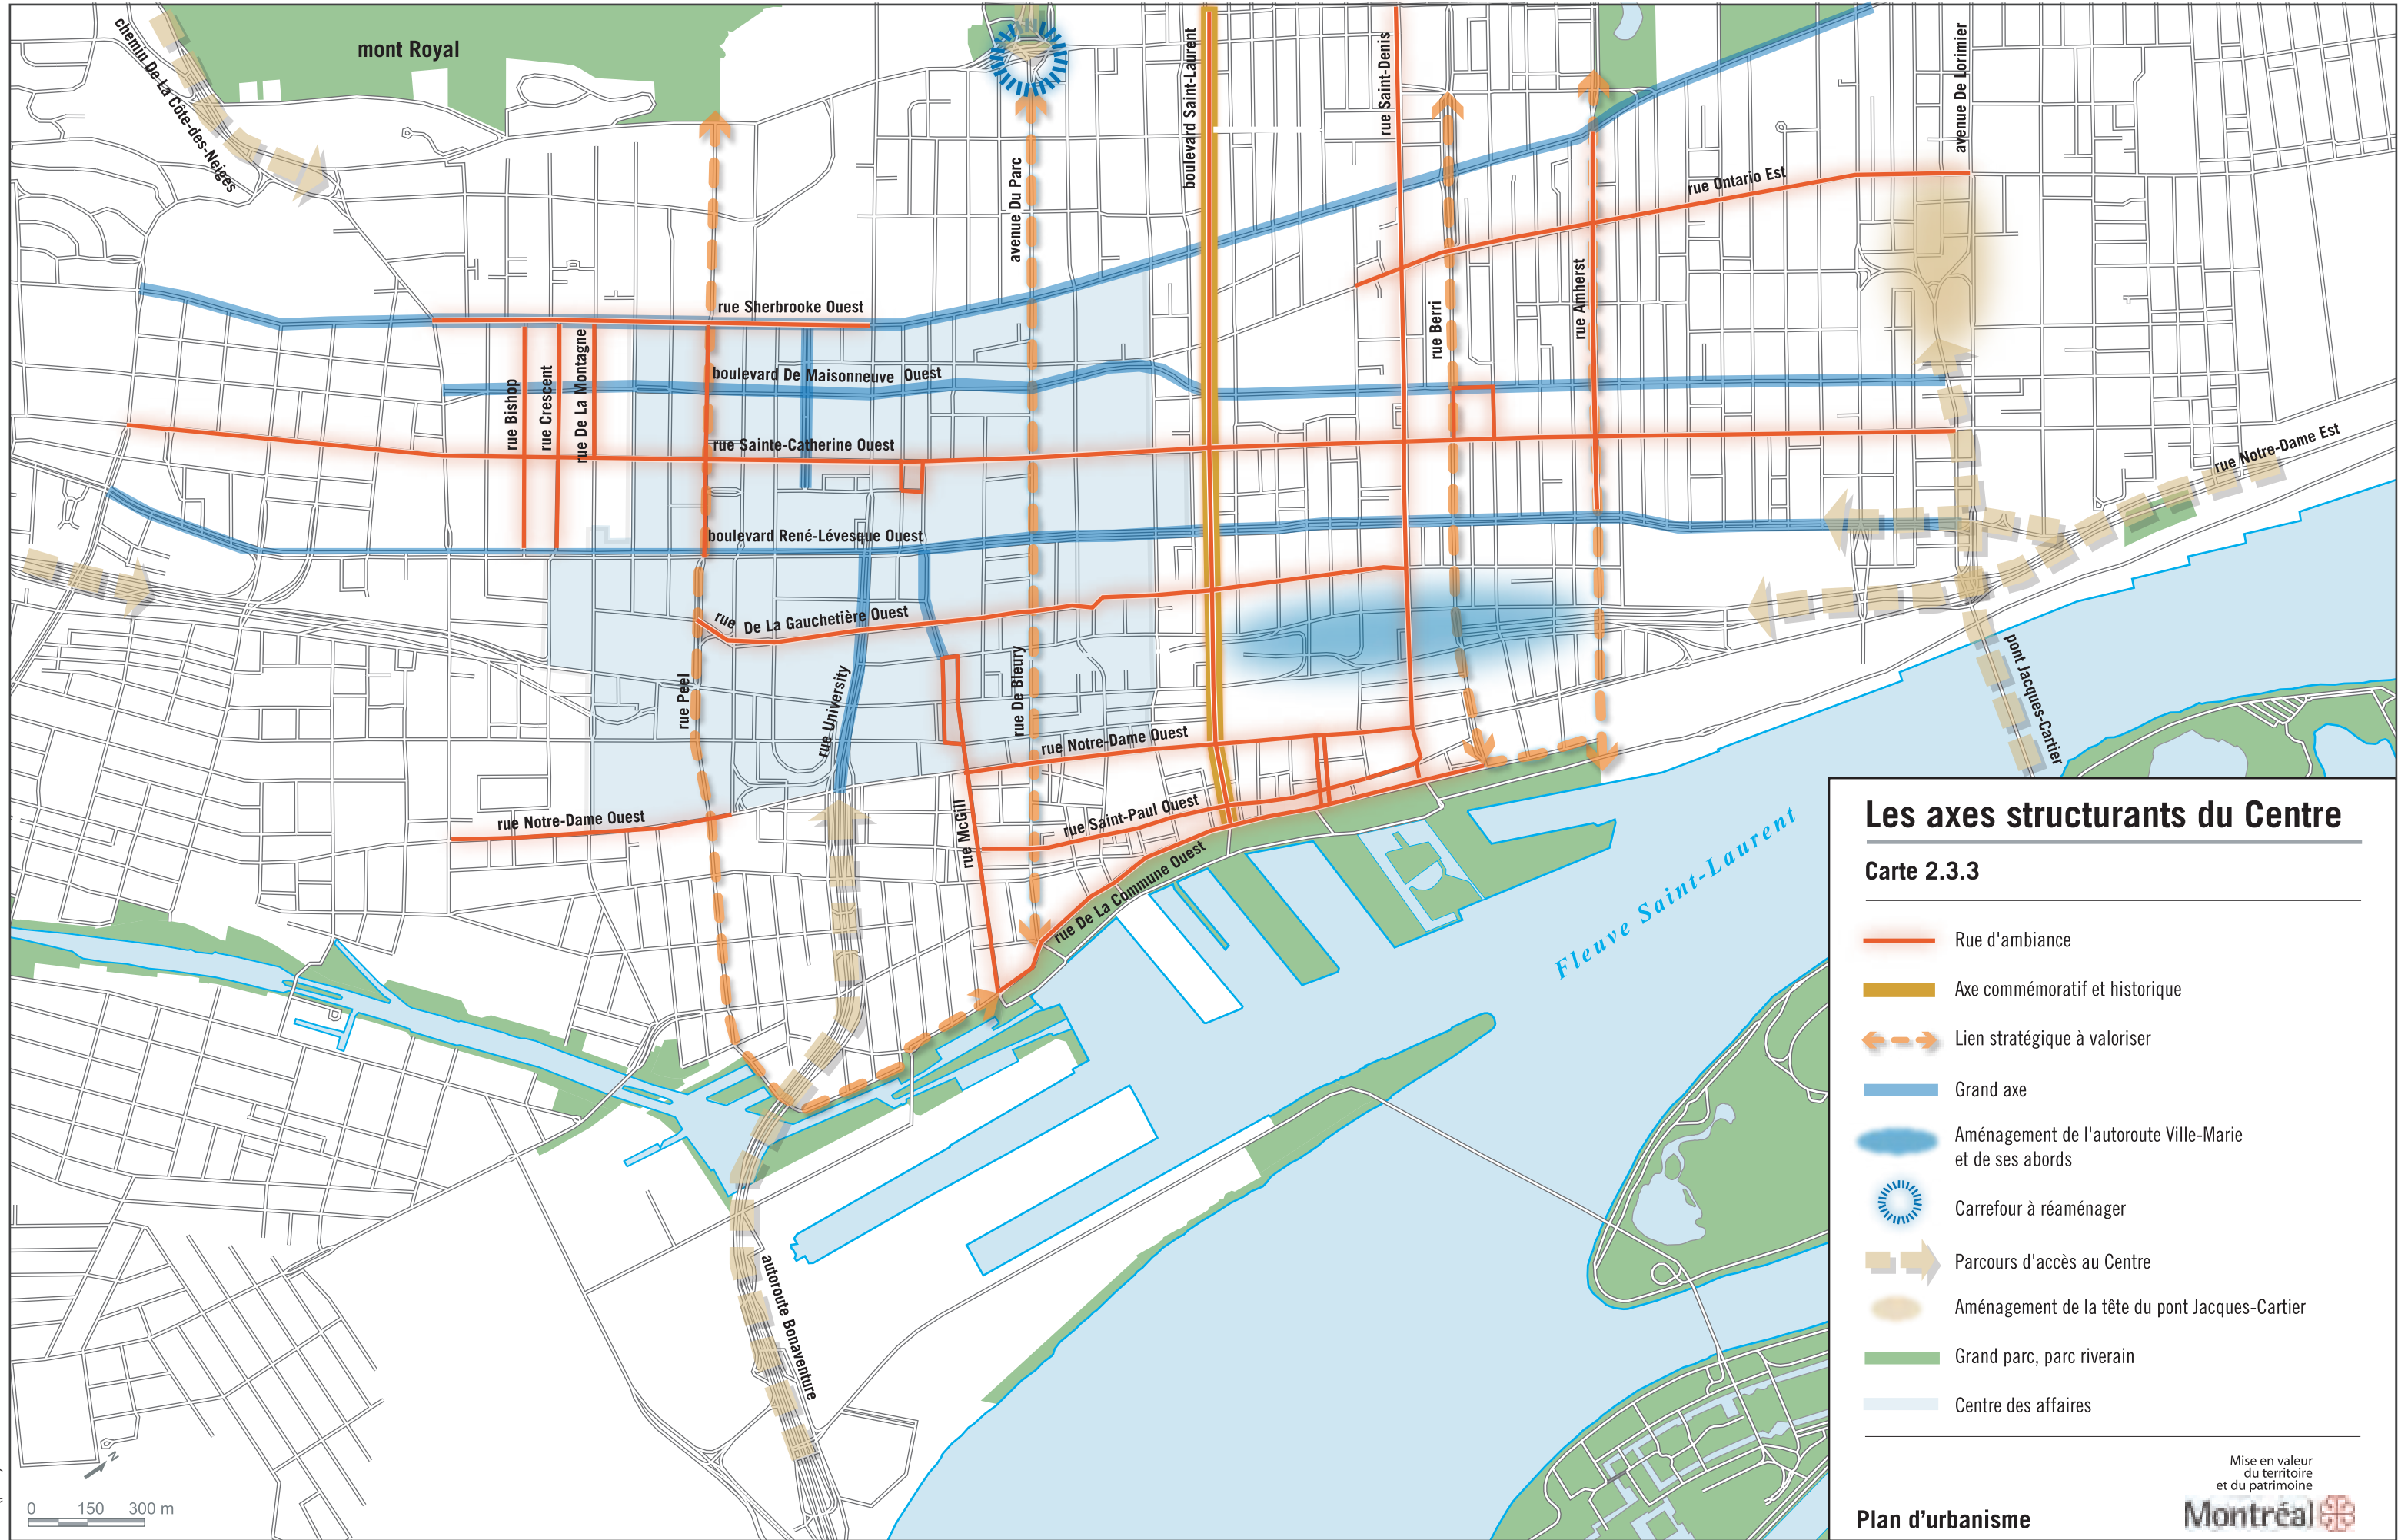 mont Royal
chemin De La Côte-des-Neiges
avenue Du Parc
boulevard Saint-Laurent
rue Saint-Denis
rue Berri
rue Amherst
rue Ontario Est
avenue De Lorimier
rue Sherbrooke Ouest
boulevard De Maisonneuve Ouest
rue Bishop
rue Crescent
rue De La Montagne
rue Sainte-Catherine Ouest
rue Notre-Dame Est
boulevard René-Lévesque Ouest
rue De La Gauchetière Ouest
rue Peel
rue University
rue De Bleury
pont Jacques-Cartier
rue Notre-Dame Ouest
rue Notre-Dame Ouest
rue McGill
rue Saint-Paul Ouest
rue De La Commune Ouest
Fleuve Saint-Laurent
autoroute Bonaventure
N
0 150 300 m
Les axes structurants du Centre
Carte 2.3.3
Rue d'ambiance
Axe commémoratif et historique
Lien stratégique à valoriser
Grand axe
Aménagement de l'autoroute Ville-Marie
et de ses abords
Carrefour à réaménager
Parcours d'accès au Centre
Aménagement de la tête du pont Jacques-Cartier
Grand parc, parc riverain
Centre des affaires
Mise en valeur
du territoire
et du patrimoine
Plan d'urbanisme
Montréal